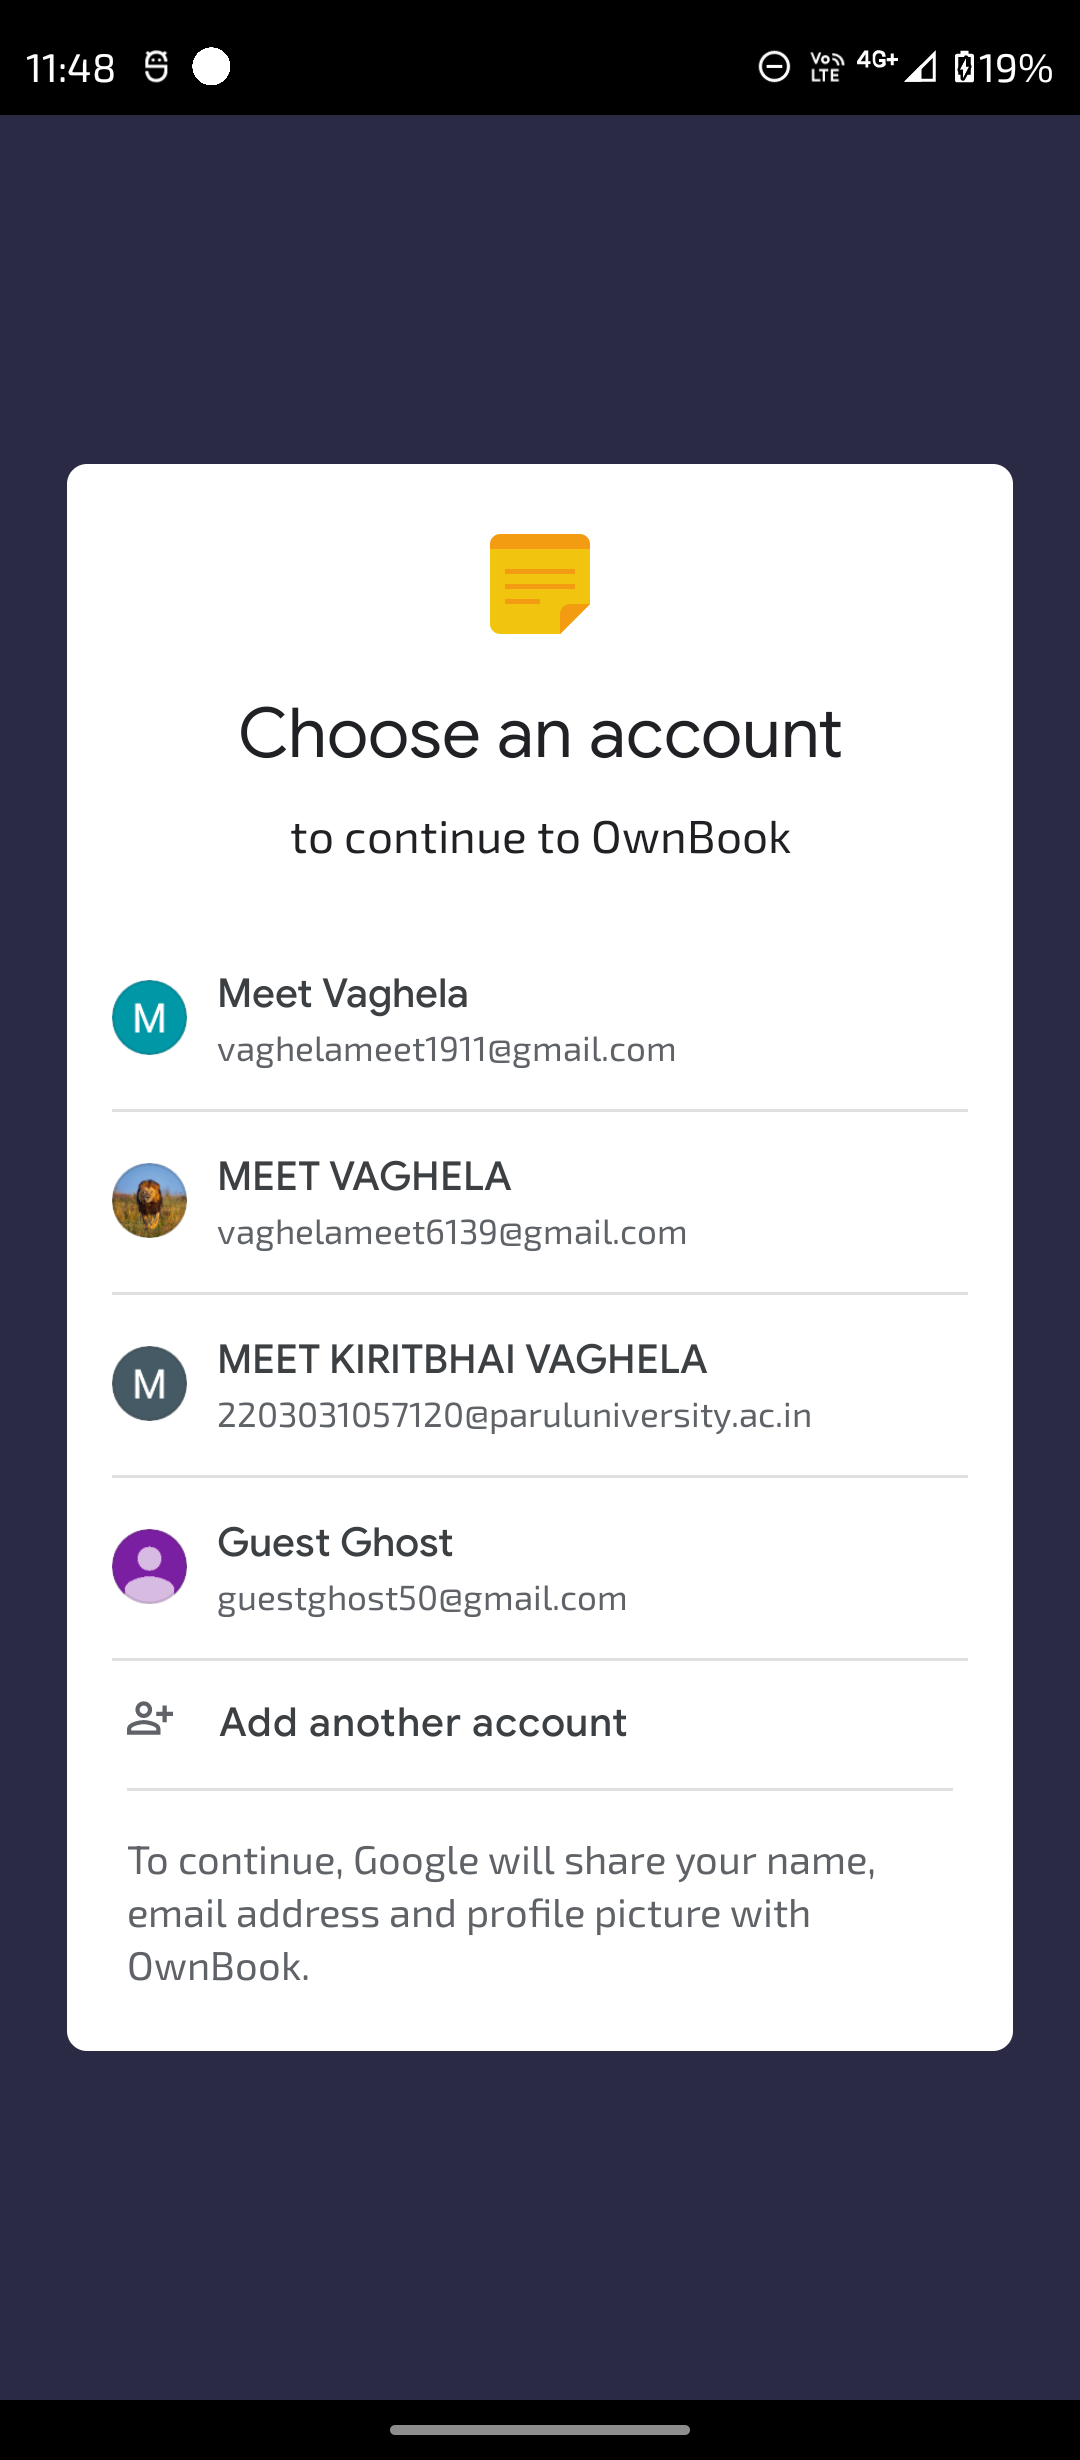 11:48
Vo LTE 4G+ 19%
Choose an account
to continue to OwnBook
M
Meet Vaghela
vaghelameet1911@gmail.com
MEET VAGHELA
vaghelameet6139@gmail.com
M
MEET KIRITBHAI VAGHELA
2203031057120@paruluniversity.ac.in
Guest Ghost
guestghost50@gmail.com
Add another account
To continue, Google will share your name,
email address and profile picture with
OwnBook.